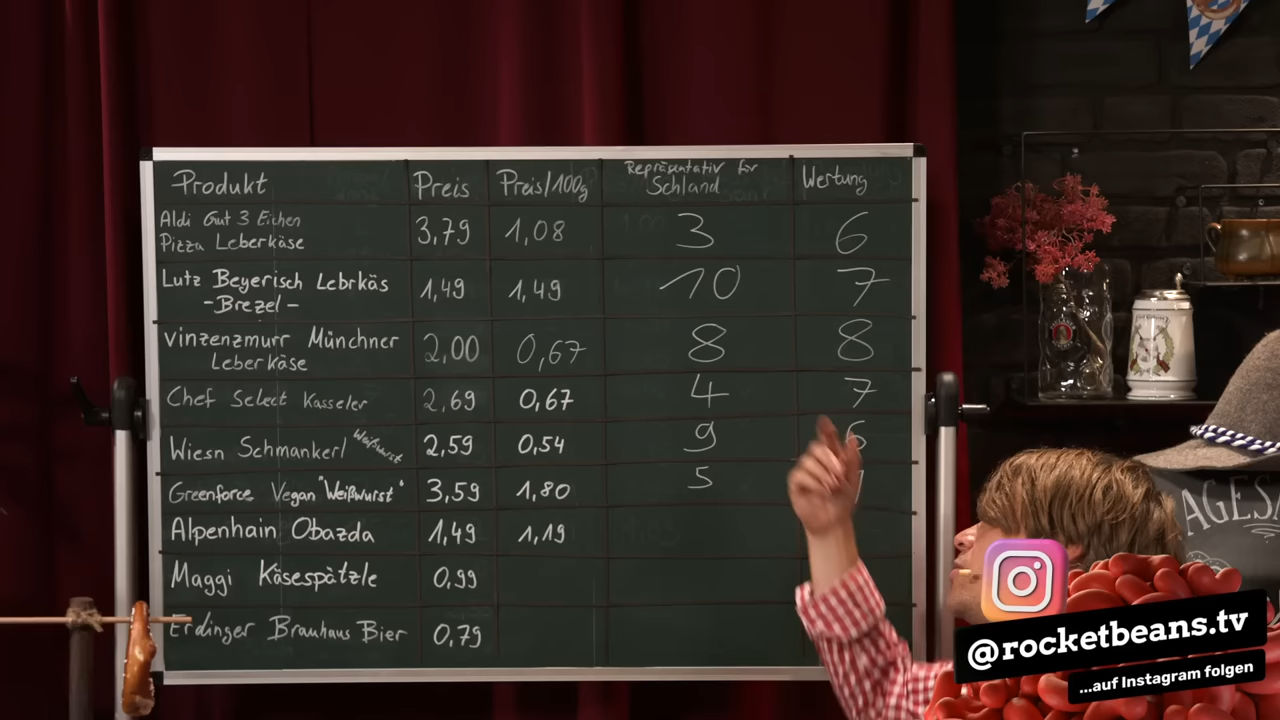 Produkt Preis Preis/100g Repräsentativ für Schland Wertung
Aldi Gut 3 Eichen
Pizza Leberkäse 3,79 1,08 3 6
Lutz Beyerisch Lebrkäs
-Brezel- 1,49 1,49 10 7
Vinzenzmurr Münchner
Leberkäse 2,00 0,67 8 8
Chef Select Kasseler 2,69 0,67 4 7
Wiesn Schmankerl Weißwurst 2,59 0,54 9 6
Greenforce Vegan "Weißwurst" 3,59 1,80 5
Alpenhain Obazda 1,49 1,19
Maggi Käsespätzle 0,99
Erdinger Brauhaus Bier 0,79
@rocketbeans.tv
...auf Instagram folgen